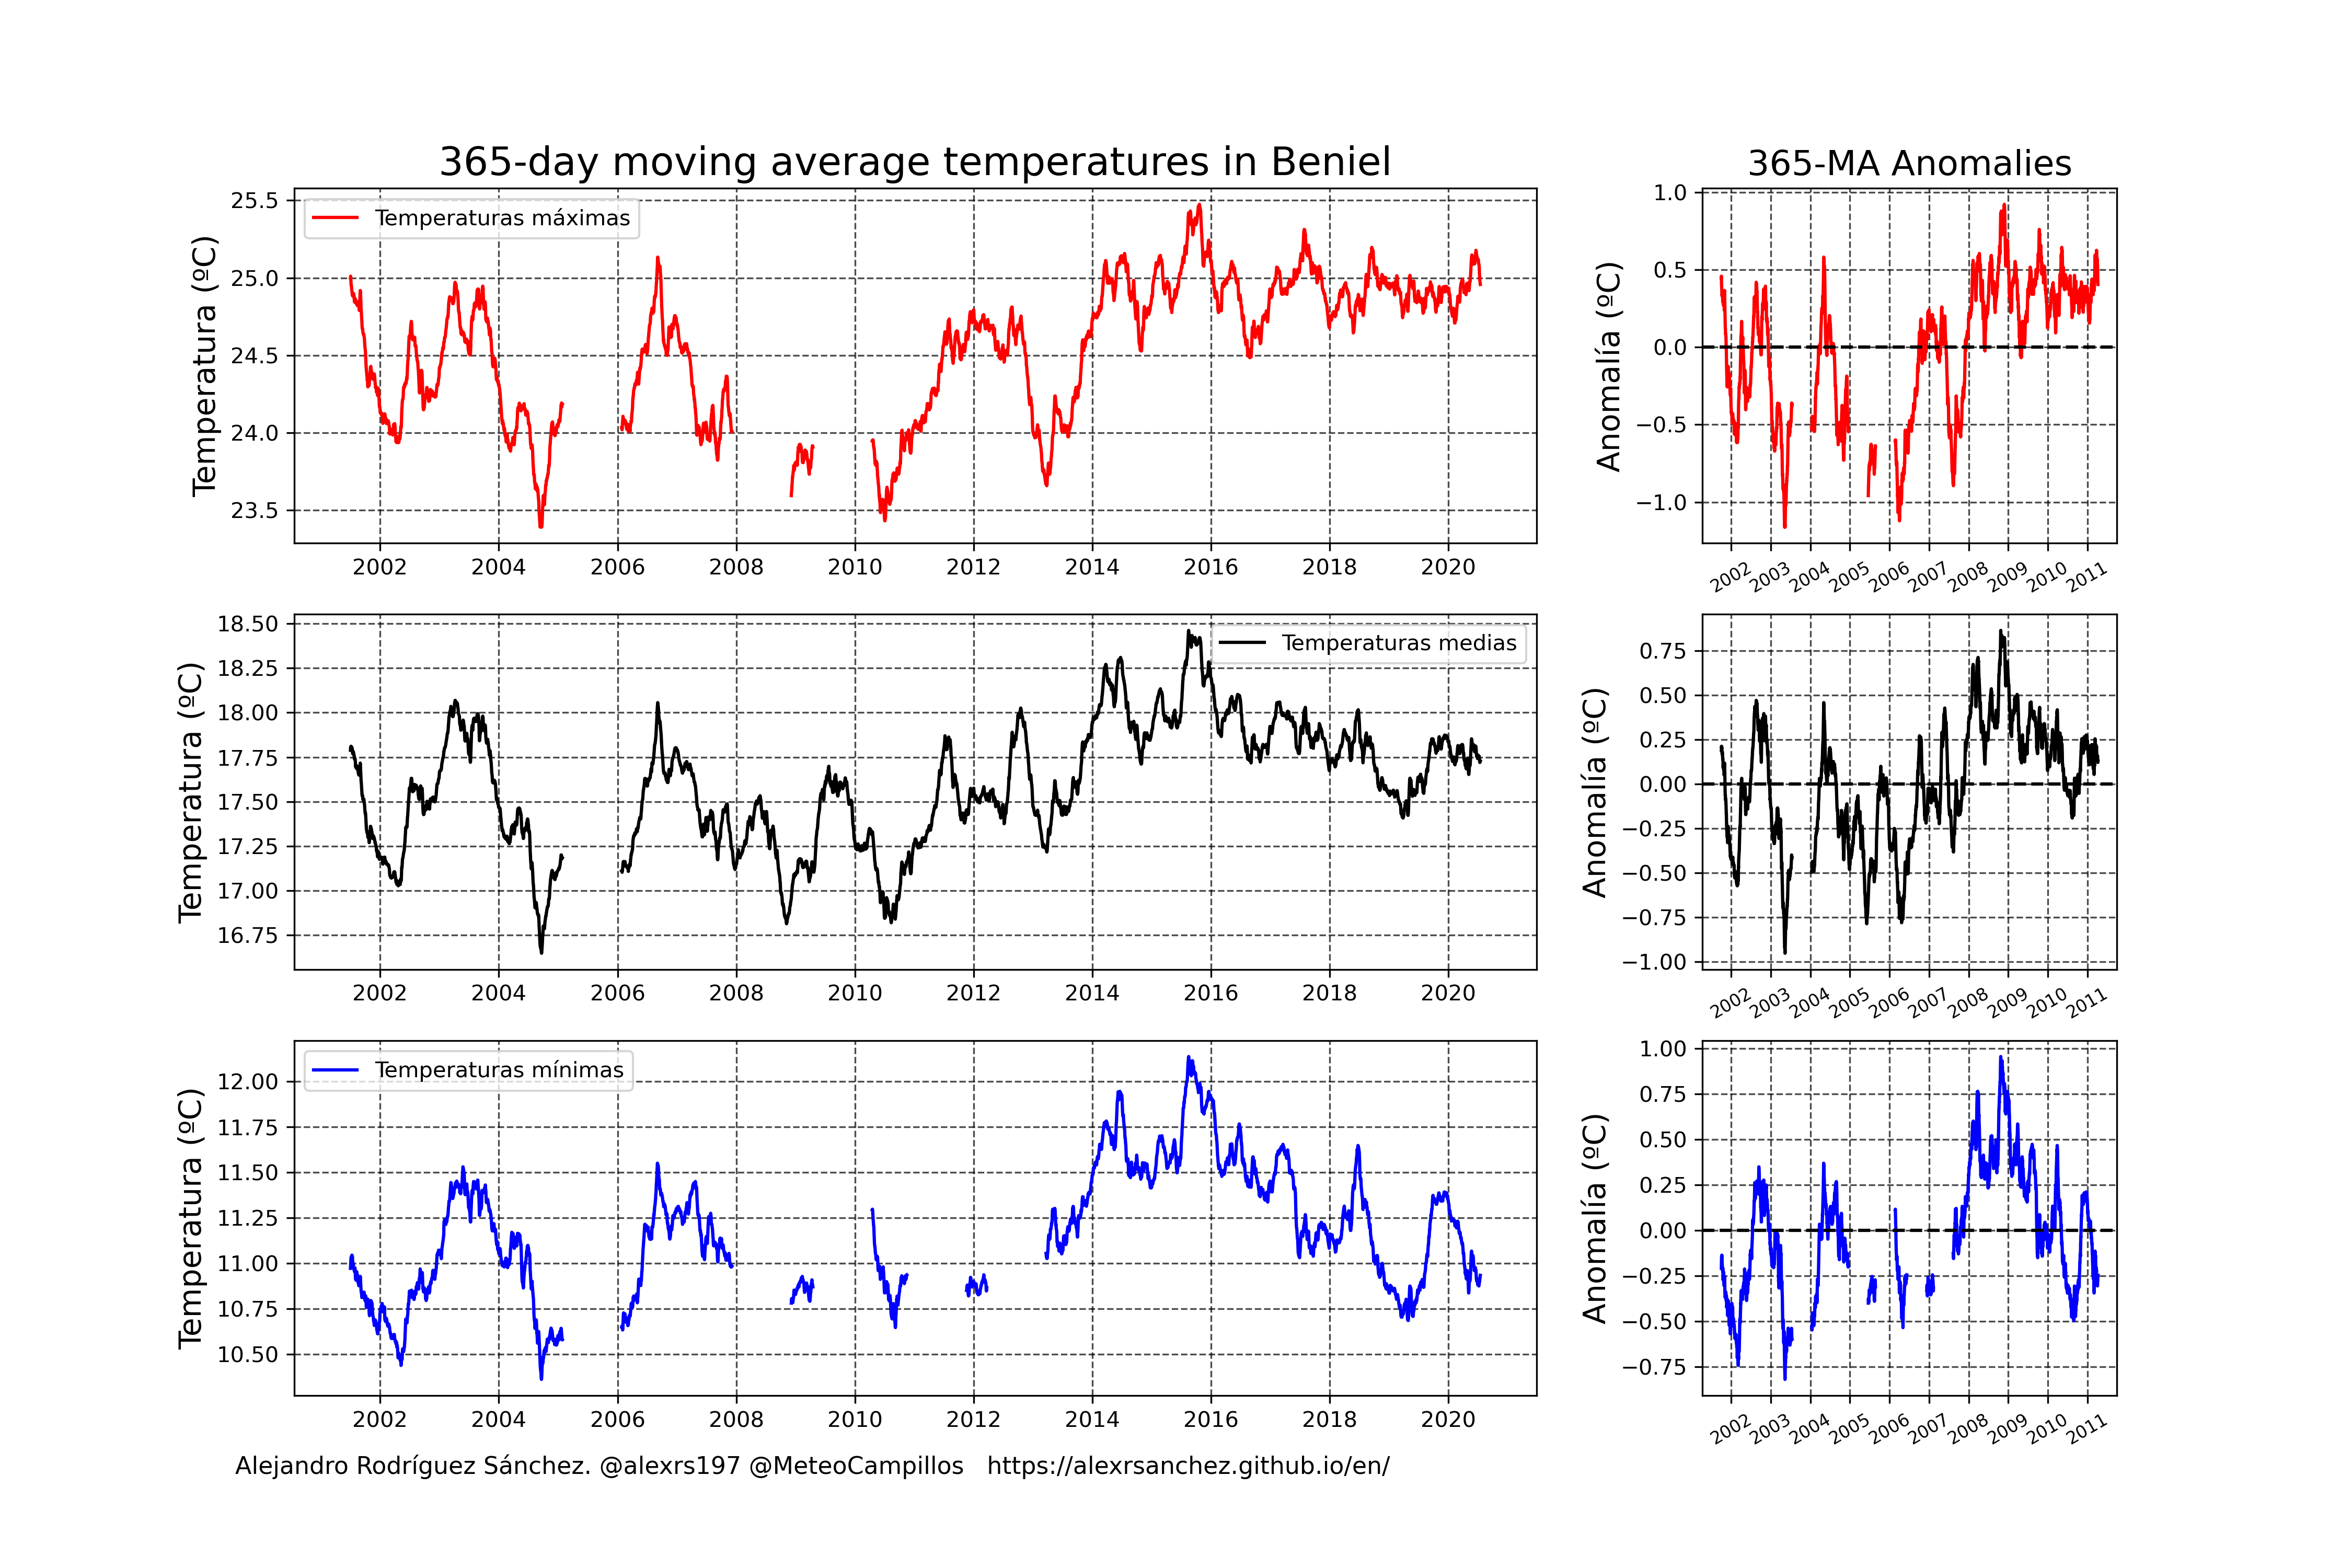 365-day moving average temperatures in Beniel
365-MA Anomalies
Temperatura (ºC)
25.5
25.0
24.5
24.0
23.5
Temperaturas máximas
2002 2004 2006 2008 2010 2012 2014 2016 2018 2020
Anomalía (ºC)
1.0
0.5
0.0
−0.5
−1.0
2002 2003 2004 2005 2006 2007 2008 2009 2010 2011
Temperatura (ºC)
18.50
18.25
18.00
17.75
17.50
17.25
17.00
16.75
Temperaturas medias
2002 2004 2006 2008 2010 2012 2014 2016 2018 2020
Anomalía (ºC)
0.75
0.50
0.25
0.00
−0.25
−0.50
−0.75
−1.00
2002 2003 2004 2005 2006 2007 2008 2009 2010 2011
Temperatura (ºC)
12.00
11.75
11.50
11.25
11.00
10.75
10.50
Temperaturas mínimas
2002 2004 2006 2008 2010 2012 2014 2016 2018 2020
Anomalía (ºC)
1.00
0.75
0.50
0.25
0.00
−0.25
−0.50
−0.75
2002 2003 2004 2005 2006 2007 2008 2009 2010 2011
Alejandro Rodríguez Sánchez. @alexrs197 @MeteoCampillos https://alexrsanchez.github.io/en/